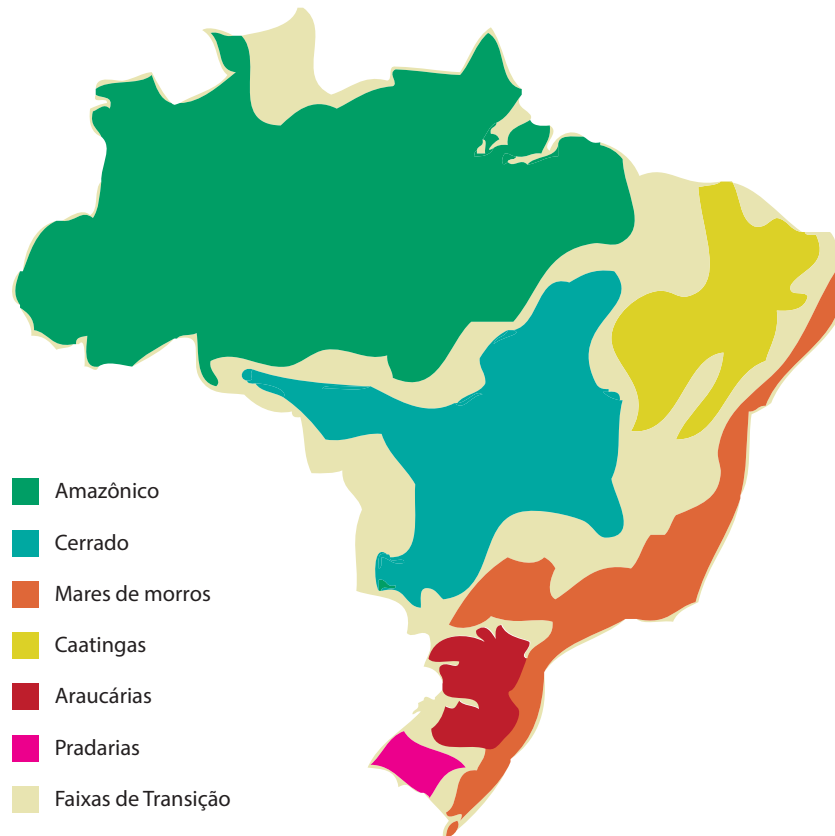 Amazônico
Cerrado
Mares de morros
Caatingas
Araucárias
Pradarias
Faixas de Transição